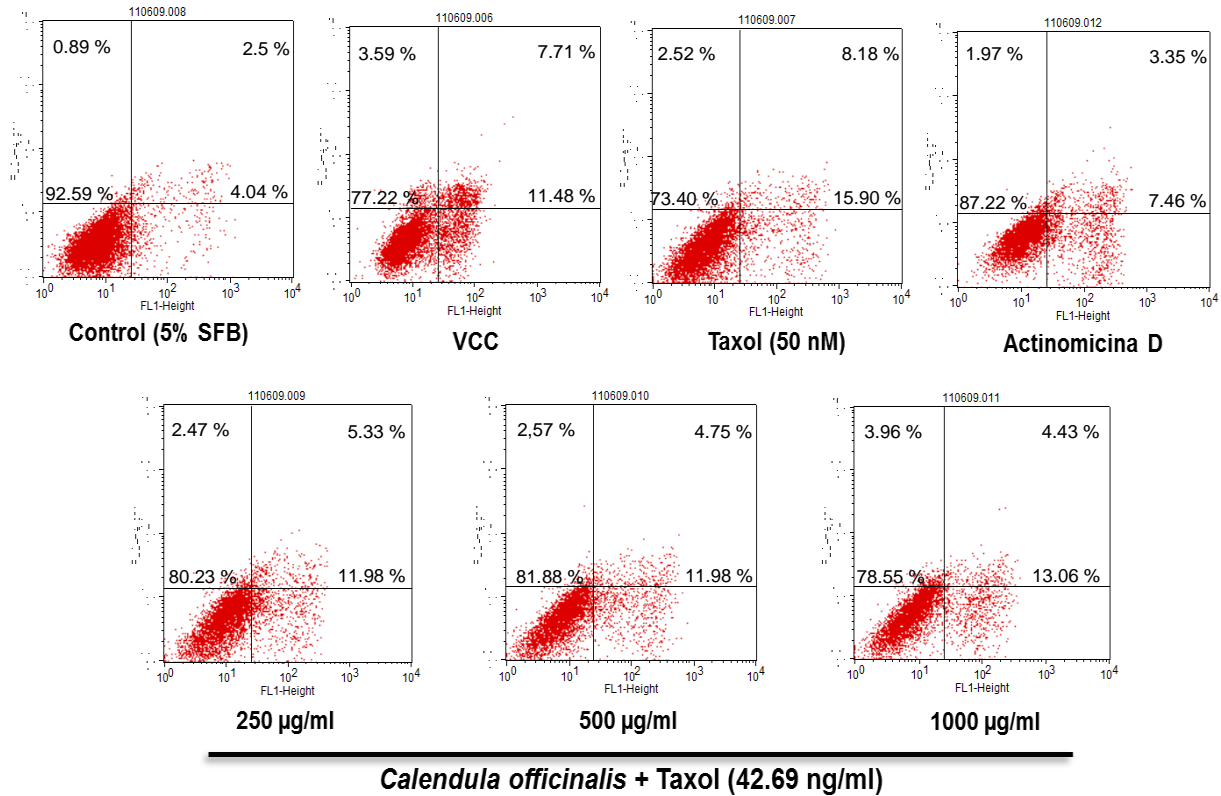 110609.008
0.89 %
2.5 %
92.59 %
4.04 %
10⁰ 10¹ 10² 10³ 10⁴
FL1-Height
Control (5% SFB)
110609.006
3.59 %
7.71 %
77.22 %
11.48 %
10⁰ 10¹ 10² 10³ 10⁴
FL1-Height
VCC
110609.007
2.52 %
8.18 %
73.40 %
15.90 %
10⁰ 10¹ 10² 10³ 10⁴
FL1-Height
Taxol (50 nM)
110609.012
1.97 %
3.35 %
87.22 %
7.46 %
10⁰ 10¹ 10² 10³ 10⁴
FL1-Height
Actinomicina D
110609.009
2.47 %
5.33 %
80.23 %
11.98 %
10⁰ 10¹ 10² 10³ 10⁴
FL1-Height
250 µg/ml
110609.010
2,57 %
4.75 %
81.88 %
11.98 %
10⁰ 10¹ 10² 10³ 10⁴
FL1-Height
500 µg/ml
110609.011
3.96 %
4.43 %
78.55 %
13.06 %
10⁰ 10¹ 10² 10³ 10⁴
FL1-Height
1000 µg/ml
Calendula officinalis + Taxol (42.69 ng/ml)